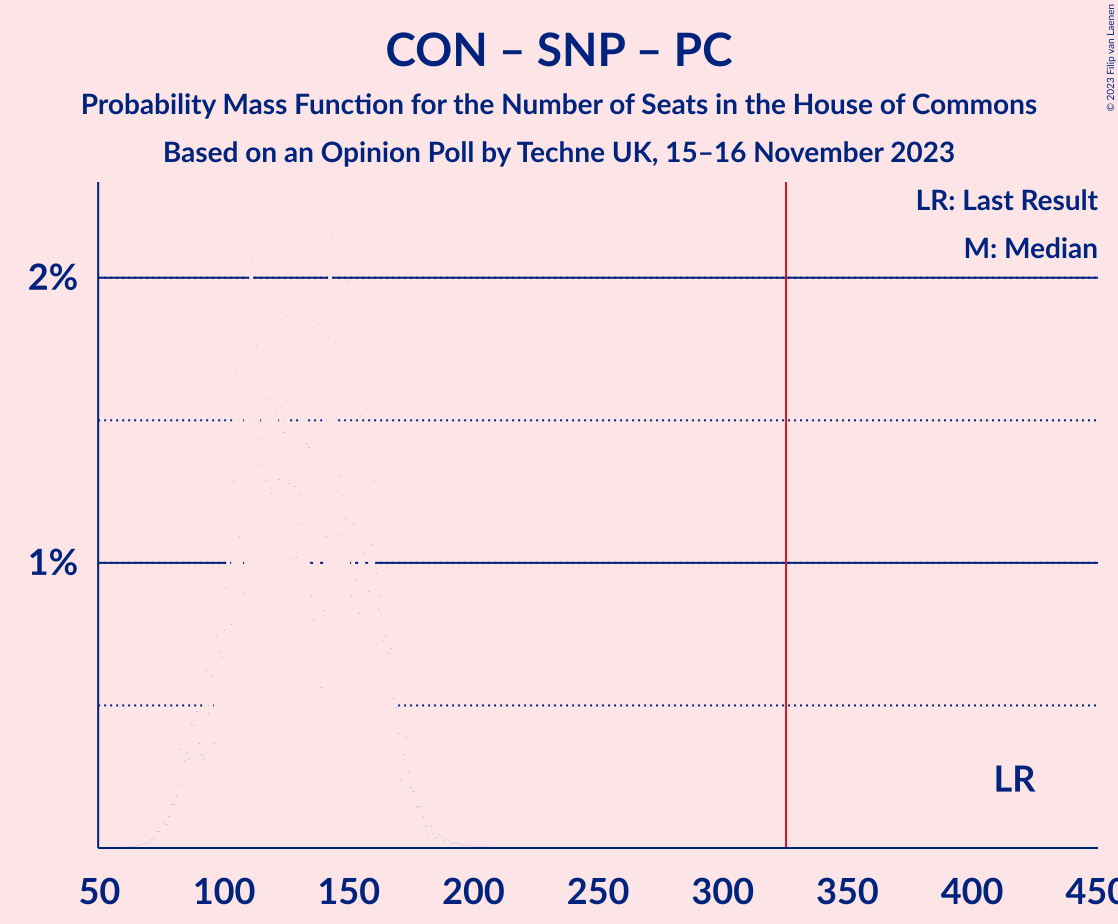 CON – SNP – PC
Probability Mass Function for the Number of Seats in the House of Commons
Based on an Opinion Poll by Techne UK, 15–16 November 2023
© 2023 Filip van Laenen
LR: Last Result
M: Median
2%
1%
LR
50 100 150 200 250 300 350 400 450